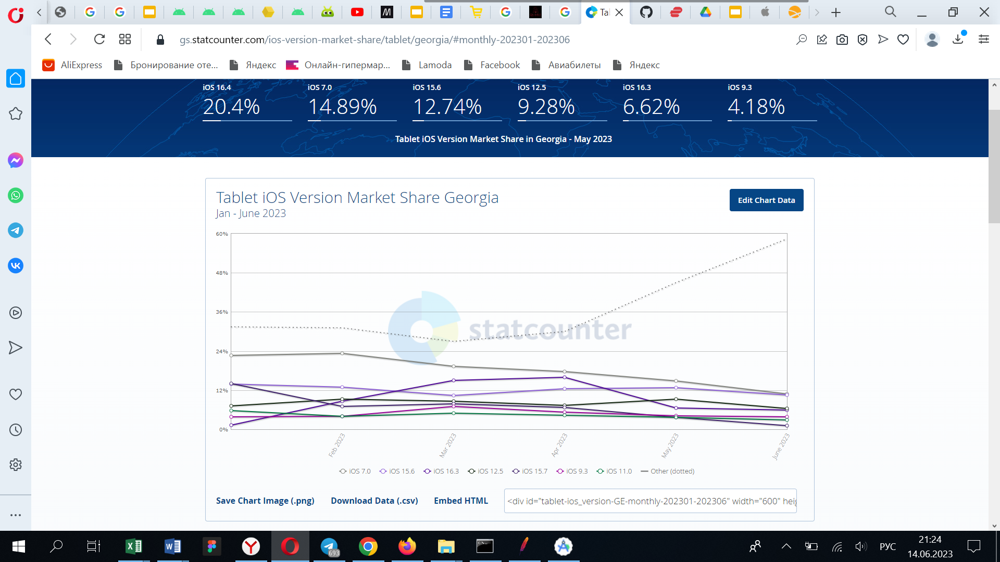 Ta
gs.statcounter.com/ios-version-market-share/tablet/georgia/#monthly-202301-202306
AliExpress
Бронирование оте...
Яндекс
Онлайн-гипермар...
Lamoda
Facebook
Авиабилеты
Яндекс
iOS 16.4
20.4%
iOS 7.0
14.89%
iOS 15.6
12.74%
iOS 12.5
9.28%
iOS 16.3
6.62%
iOS 9.3
4.18%
Tablet iOS Version Market Share in Georgia - May 2023
Tablet iOS Version Market Share Georgia
Jan - June 2023
Edit Chart Data
60%
48%
36%
24%
12%
0%
statcounter
Feb 2023
Mar 2023
Apr 2023
May 2023
June 2023
iOS 7.0
iOS 15.6
iOS 16.3
iOS 12.5
iOS 15.7
iOS 9.3
iOS 11.0
Other (dotted)
Save Chart Image (.png)
Download Data (.csv)
Embed HTML
<div id="tablet-ios_version-GE-monthly-202301-202306" width="600" heig
693
РУС
21:24
14.06.2023